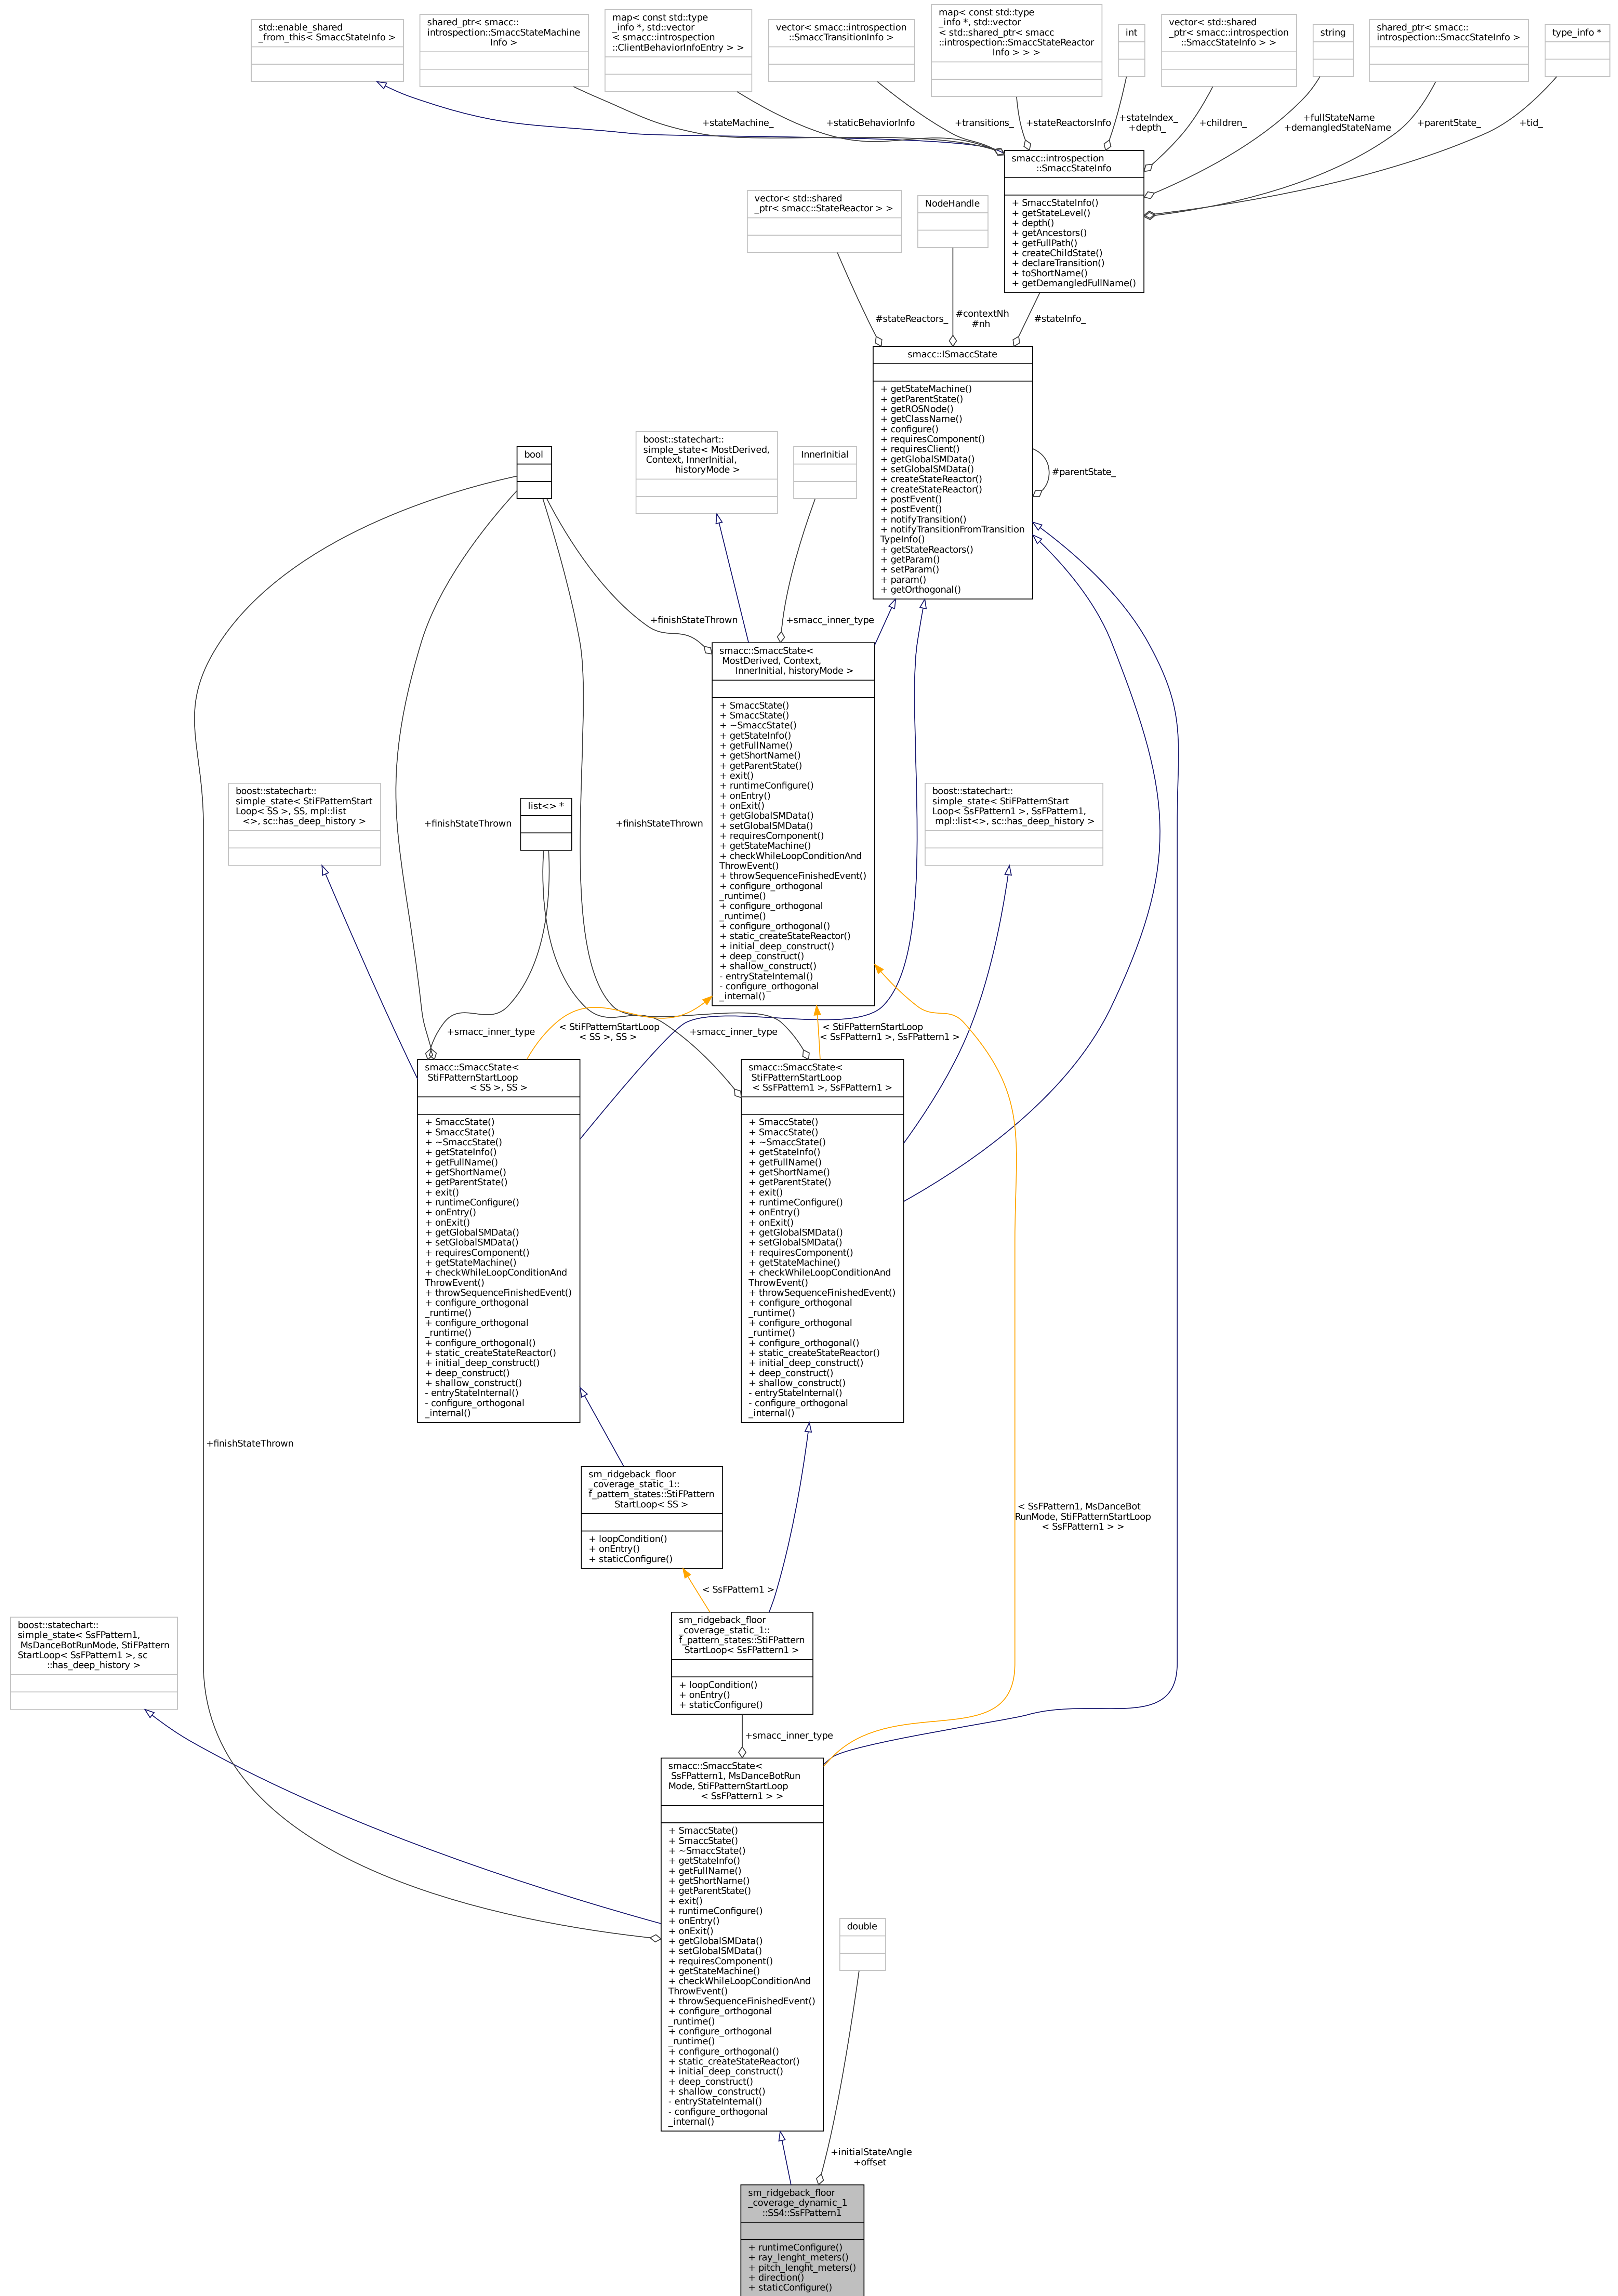 std::enable_shared
_from_this< SmaccStateInfo >
shared_ptr< smacc::
introspection::SmaccStateMachine
Info >
map< const std::type
_info *, std::vector
< smacc::introspection
::ClientBehaviorInfoEntry > >
vector< smacc::introspection
::SmaccTransitionInfo >
map< const std::type
_info *, std::vector
< std::shared_ptr< smacc
::introspection::SmaccStateReactor
Info > > >
int
vector< std::shared
_ptr< smacc::introspection
::SmaccStateInfo > >
string
shared_ptr< smacc::
introspection::SmaccStateInfo >
type_info *
+stateMachine_
+staticBehaviorInfo
+transitions_
+stateReactorsInfo
+stateIndex_
+depth_
+children_
+fullStateName
+demangledStateName
+parentState_
+tid_
smacc::introspection
::SmaccStateInfo
+ SmaccStateInfo()
+ getStateLevel()
+ depth()
+ getAncestors()
+ getFullPath()
+ createChildState()
+ declareTransition()
+ toShortName()
+ getDemangledFullName()
vector< std::shared
_ptr< smacc::StateReactor > >
NodeHandle
#stateReactors_
#contextNh
#nh
#stateInfo_
smacc::ISmaccState
+ getStateMachine()
+ getParentState()
+ getROSNode()
+ getClassName()
+ configure()
+ requiresComponent()
+ requiresClient()
+ getGlobalSMData()
+ setGlobalSMData()
+ createStateReactor()
+ createStateReactor()
+ postEvent()
+ postEvent()
+ notifyTransition()
+ notifyTransitionFromTransition
TypeInfo()
+ getStateReactors()
+ getParam()
+ setParam()
+ param()
+ getOrthogonal()
#parentState_
bool
boost::statechart::
simple_state< MostDerived,
Context, InnerInitial,
historyMode >
InnerInitial
+finishStateThrown
+smacc_inner_type
smacc::SmaccState<
MostDerived, Context,
InnerInitial, historyMode >
+ SmaccState()
+ SmaccState()
+ ~SmaccState()
+ getStateInfo()
+ getFullName()
+ getShortName()
+ getParentState()
+ exit()
+ runtimeConfigure()
+ onEntry()
+ onExit()
+ getGlobalSMData()
+ setGlobalSMData()
+ requiresComponent()
+ getStateMachine()
+ checkWhileLoopConditionAnd
ThrowEvent()
+ throwSequenceFinishedEvent()
+ configure_orthogonal
_runtime()
+ configure_orthogonal
_runtime()
+ configure_orthogonal()
+ static_createStateReactor()
+ initial_deep_construct()
+ deep_construct()
+ shallow_construct()
- entryStateInternal()
- configure_orthogonal
_internal()
boost::statechart::
simple_state< StiFPatternStart
Loop< SS >, SS, mpl::list
<>, sc::has_deep_history >
list<> *
+finishStateThrown
+finishStateThrown
boost::statechart::
simple_state< StiFPatternStart
Loop< SsFPattern1 >, SsFPattern1,
mpl::list<>, sc::has_deep_history >
+smacc_inner_type
< StiFPatternStartLoop
< SS >, SS >
+smacc_inner_type
< StiFPatternStartLoop
< SsFPattern1 >, SsFPattern1 >
smacc::SmaccState<
StiFPatternStartLoop
< SS >, SS >
+ SmaccState()
+ SmaccState()
+ ~SmaccState()
+ getStateInfo()
+ getFullName()
+ getShortName()
+ getParentState()
+ exit()
+ runtimeConfigure()
+ onEntry()
+ onExit()
+ getGlobalSMData()
+ setGlobalSMData()
+ requiresComponent()
+ getStateMachine()
+ checkWhileLoopConditionAnd
ThrowEvent()
+ throwSequenceFinishedEvent()
+ configure_orthogonal
_runtime()
+ configure_orthogonal
_runtime()
+ configure_orthogonal()
+ static_createStateReactor()
+ initial_deep_construct()
+ deep_construct()
+ shallow_construct()
- entryStateInternal()
- configure_orthogonal
_internal()
smacc::SmaccState<
StiFPatternStartLoop
< SsFPattern1 >, SsFPattern1 >
+ SmaccState()
+ SmaccState()
+ ~SmaccState()
+ getStateInfo()
+ getFullName()
+ getShortName()
+ getParentState()
+ exit()
+ runtimeConfigure()
+ onEntry()
+ onExit()
+ getGlobalSMData()
+ setGlobalSMData()
+ requiresComponent()
+ getStateMachine()
+ checkWhileLoopConditionAnd
ThrowEvent()
+ throwSequenceFinishedEvent()
+ configure_orthogonal
_runtime()
+ configure_orthogonal
_runtime()
+ configure_orthogonal()
+ static_createStateReactor()
+ initial_deep_construct()
+ deep_construct()
+ shallow_construct()
- entryStateInternal()
- configure_orthogonal
_internal()
+finishStateThrown
sm_ridgeback_floor
_coverage_static_1::
f_pattern_states::StiFPattern
StartLoop< SS >
+ loopCondition()
+ onEntry()
+ staticConfigure()
< SsFPattern1, MsDanceBot
RunMode, StiFPatternStartLoop
< SsFPattern1 > >
< SsFPattern1 >
boost::statechart::
simple_state< SsFPattern1,
MsDanceBotRunMode, StiFPattern
StartLoop< SsFPattern1 >, sc
::has_deep_history >
sm_ridgeback_floor
_coverage_static_1::
f_pattern_states::StiFPattern
StartLoop< SsFPattern1 >
+ loopCondition()
+ onEntry()
+ staticConfigure()
+smacc_inner_type
smacc::SmaccState<
SsFPattern1, MsDanceBotRun
Mode, StiFPatternStartLoop
< SsFPattern1 > >
+ SmaccState()
+ SmaccState()
+ ~SmaccState()
+ getStateInfo()
+ getFullName()
+ getShortName()
+ getParentState()
+ exit()
+ runtimeConfigure()
+ onEntry()
+ onExit()
+ getGlobalSMData()
+ setGlobalSMData()
+ requiresComponent()
+ getStateMachine()
+ checkWhileLoopConditionAnd
ThrowEvent()
+ throwSequenceFinishedEvent()
+ configure_orthogonal
_runtime()
+ configure_orthogonal
_runtime()
+ configure_orthogonal()
+ static_createStateReactor()
+ initial_deep_construct()
+ deep_construct()
+ shallow_construct()
- entryStateInternal()
- configure_orthogonal
_internal()
double
+initialStateAngle
+offset
sm_ridgeback_floor
_coverage_dynamic_1
::SS4::SsFPattern1
+ runtimeConfigure()
+ ray_lenght_meters()
+ pitch_lenght_meters()
+ direction()
+ staticConfigure()